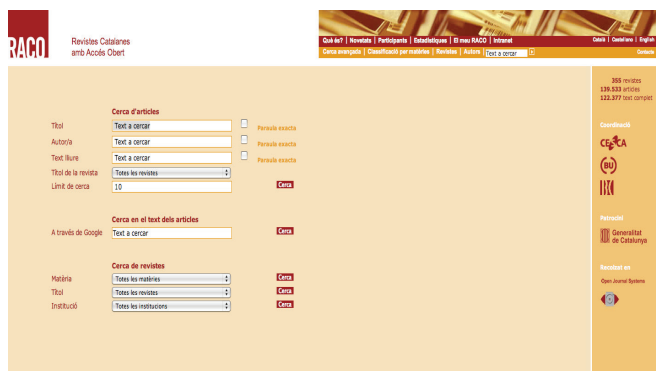 RACO
Revistes Catalanes
amb Accés Obert
Què és? | Novetats | Participants | Estadístiques | El meu RACO | Intranet
Català | Castellano | English
Cerca avançada | Classificació per matèries | Revistes | Autors
Text a cercar
Contacte
355 revistes
139.533 articles
122.377 text complet
Coordinació
CESCA
(BU)
Patrocini
Generalitat
de Catalunya
Recolzat en
Open Journal Systems
Cerca d'articles
Títol Text a cercar Paraula exacta
Autor/a Text a cercar Paraula exacta
Text lliure Text a cercar Paraula exacta
Títol de la revista Totes les revistes
Límit de cerca 10 Cerca
Cerca en el text dels articles
A través de Google Text a cercar Cerca
Cerca de revistes
Matèria Totes les matèries Cerca
Títol Totes les revistes Cerca
Institució Totes les institucions Cerca